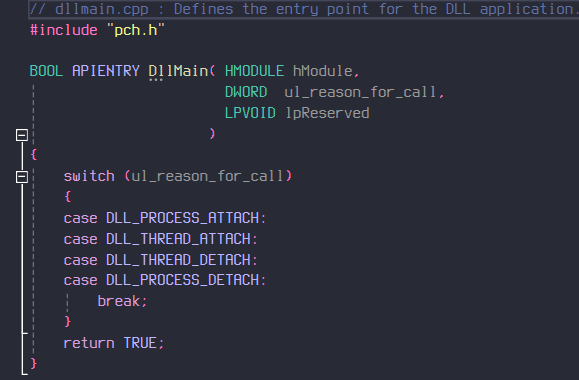 // dllmain.cpp : Defines the entry point for the DLL application.
#include "pch.h"
BOOL APIENTRY DllMain( HMODULE hModule,
DWORD  ul_reason_for_call,
LPVOID lpReserved
)
{
switch (ul_reason_for_call)
{
case DLL_PROCESS_ATTACH:
case DLL_THREAD_ATTACH:
case DLL_THREAD_DETACH:
case DLL_PROCESS_DETACH:
break;
}
return TRUE;
}